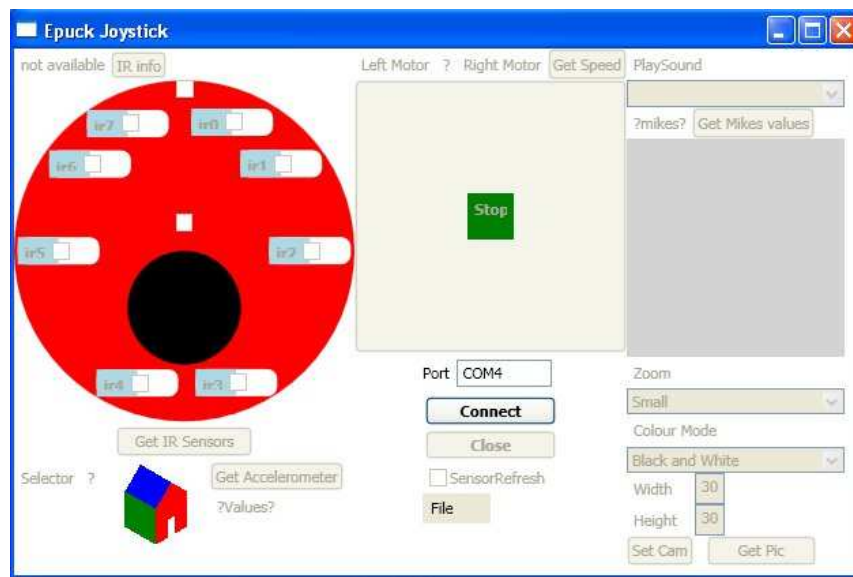 Epuck Joystick
not available IR info
Left Motor ? Right Motor Get Speed
PlaySound
?mikes? Get Mikes values
ir7 ir0
ir6 ir1
ir5 ir2
ir4 ir3
Stop
Port COM4
Connect
Close
SensorRefresh
File
Get IR Sensors
Selector ? Get Accelerometer
?Values?
Zoom
Small
Colour Mode
Black and White
Width 30
Height 30
Set Cam Get Pic